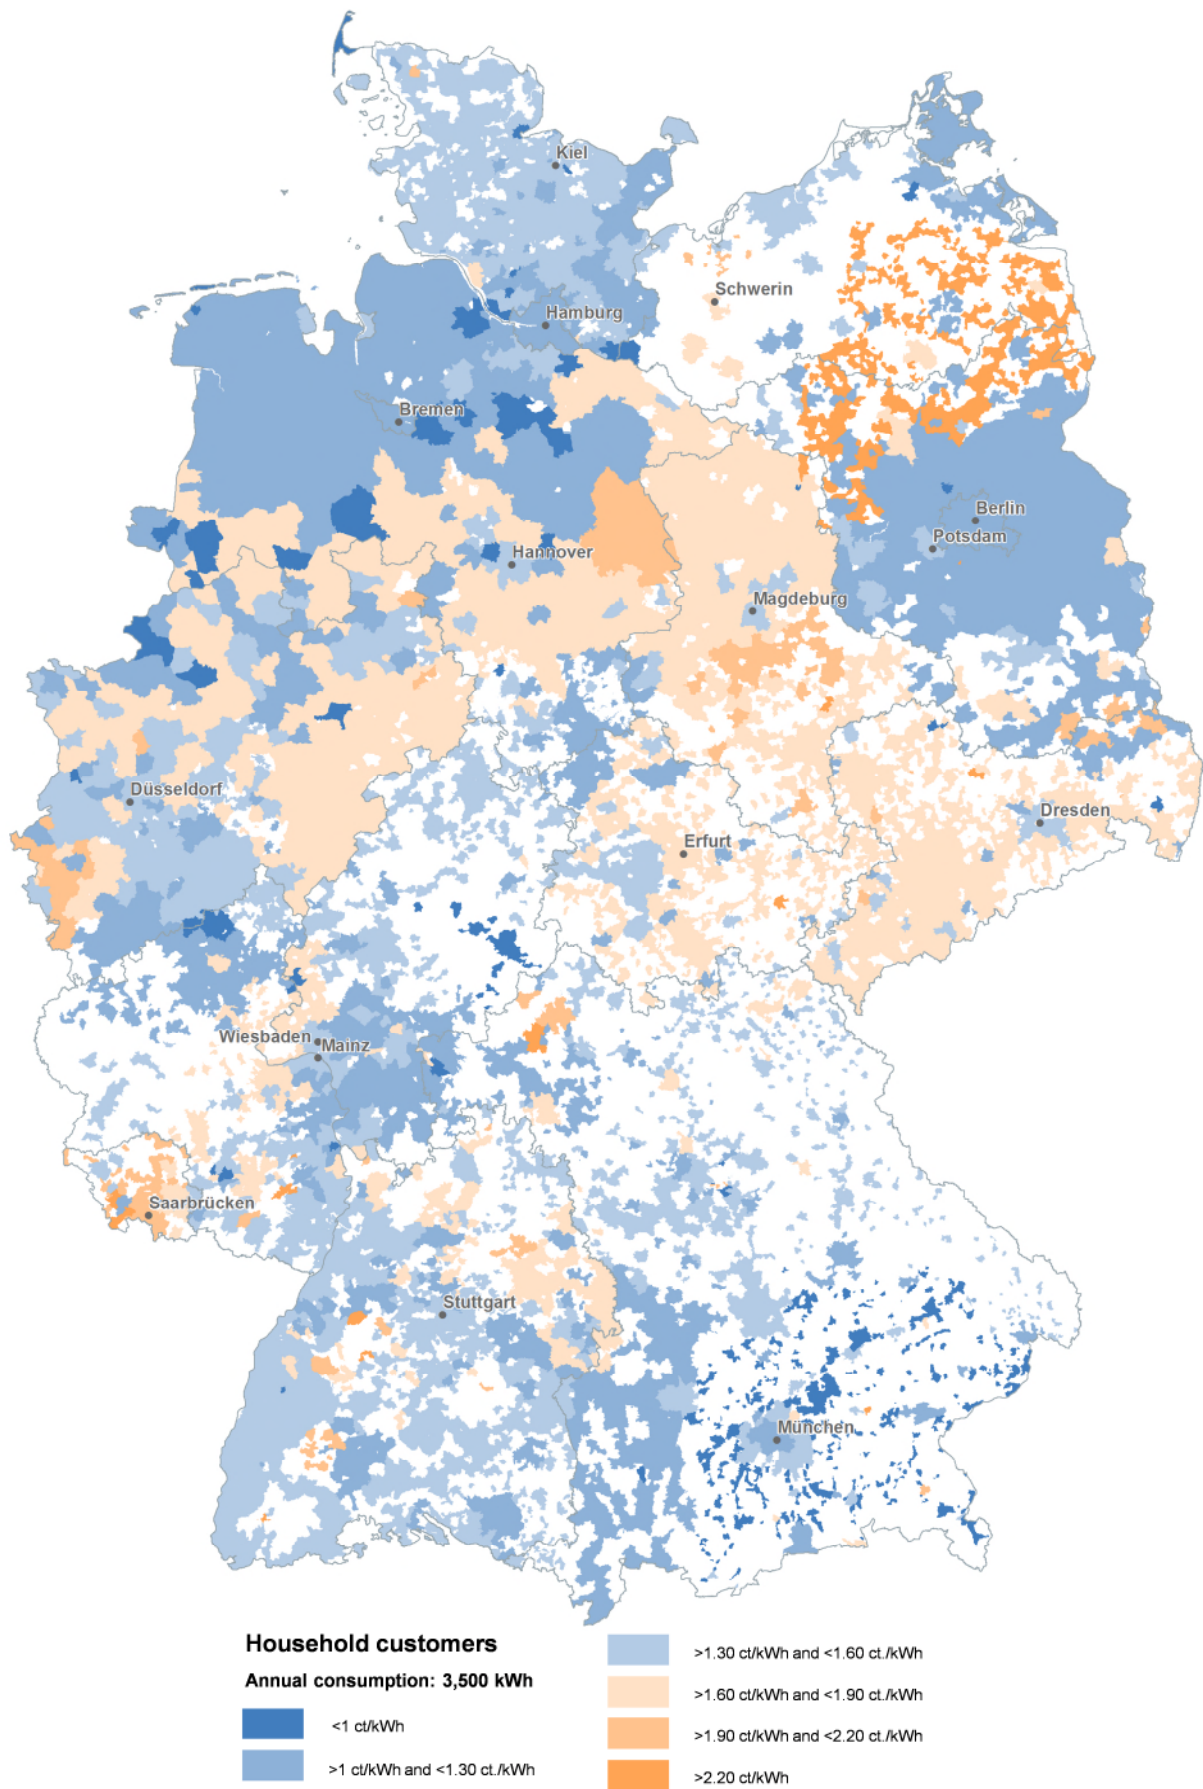 Kiel
Schwerin
Hamburg
Bremen
Berlin
Potsdam
Hannover
Magdeburg
Düsseldorf
Dresden
Erfurt
Wiesbaden
Mainz
Saarbrücken
Stuttgart
München
Household customers
Annual consumption: 3,500 kWh
<1 ct/kWh
>1 ct/kWh and <1.30 ct./kWh
>1.30 ct/kWh and <1.60 ct./kWh
>1.60 ct/kWh and <1.90 ct./kWh
>1.90 ct/kWh and <2.20 ct./kWh
>2.20 ct/kWh